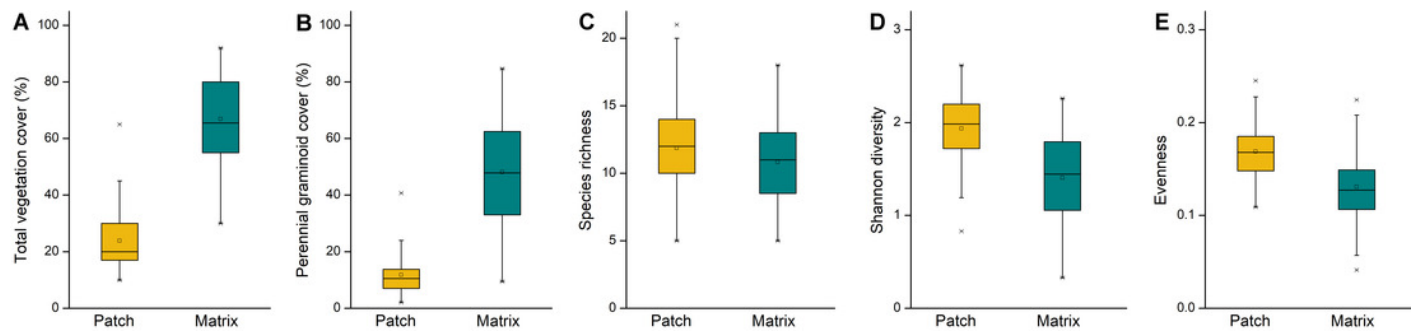 A
Total vegetation cover (%)
100
80
60
40
20
0
Patch Matrix
B
Perennial graminoid cover (%)
100
80
60
40
20
0
Patch Matrix
C
Species richness
20
15
10
5
0
Patch Matrix
D
Shannon diversity
3
2
1
0
Patch Matrix
E
Evenness
0.3
0.2
0.1
0.0
Patch Matrix